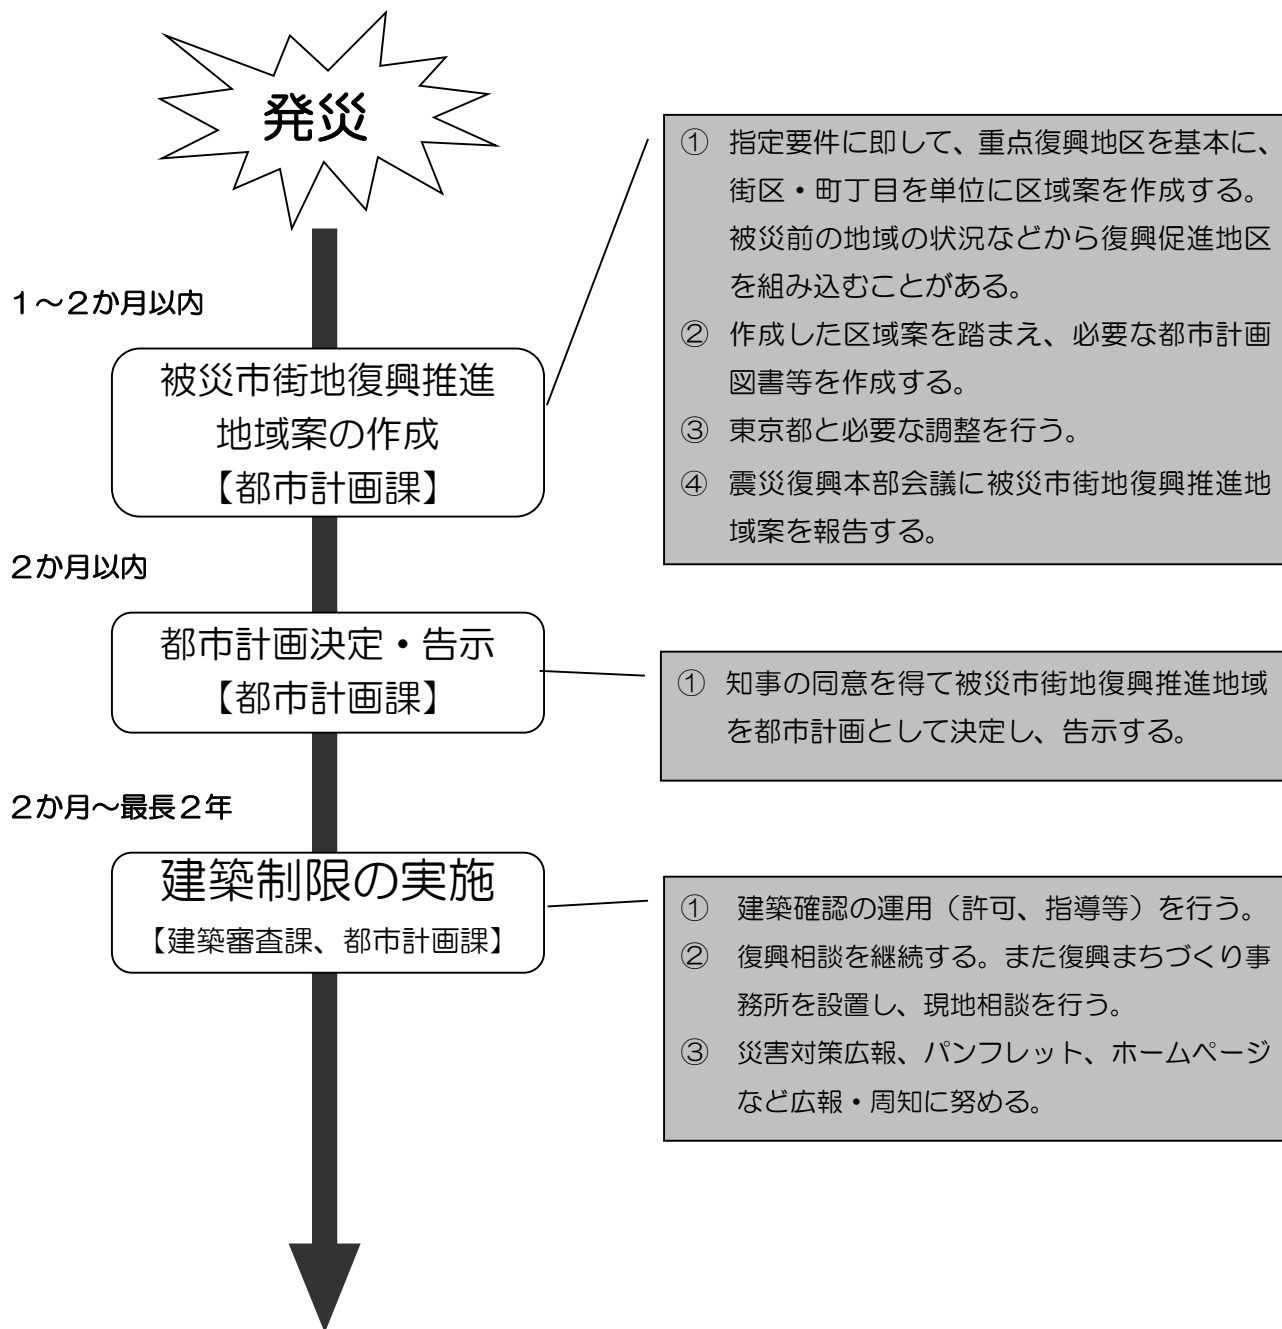 発災
1～2か月以内
被災市街地復興推進
地域案の作成
【都市計画課】
① 指定要件に即して、重点復興地区を基本に、
街区・町丁目を単位に区域案を作成する。
被災前の地域の状況などから復興促進地区
を組み込むことがある。
② 作成した区域案を踏まえ、必要な都市計画
図書等を作成する。
③ 東京都と必要な調整を行う。
④ 震災復興本部会議に被災市街地復興推進地
域案を報告する。
2か月以内
都市計画決定・告示
【都市計画課】
① 知事の同意を得て被災市街地復興推進地域
を都市計画として決定し、告示する。
2か月～最長2年
建築制限の実施
【建築審査課、都市計画課】
① 建築確認の運用（許可、指導等）を行う。
② 復興相談を継続する。また復興まちづくり事
務所を設置し、現地相談を行う。
③ 災害対策広報、パンフレット、ホームページ
など広報・周知に努める。